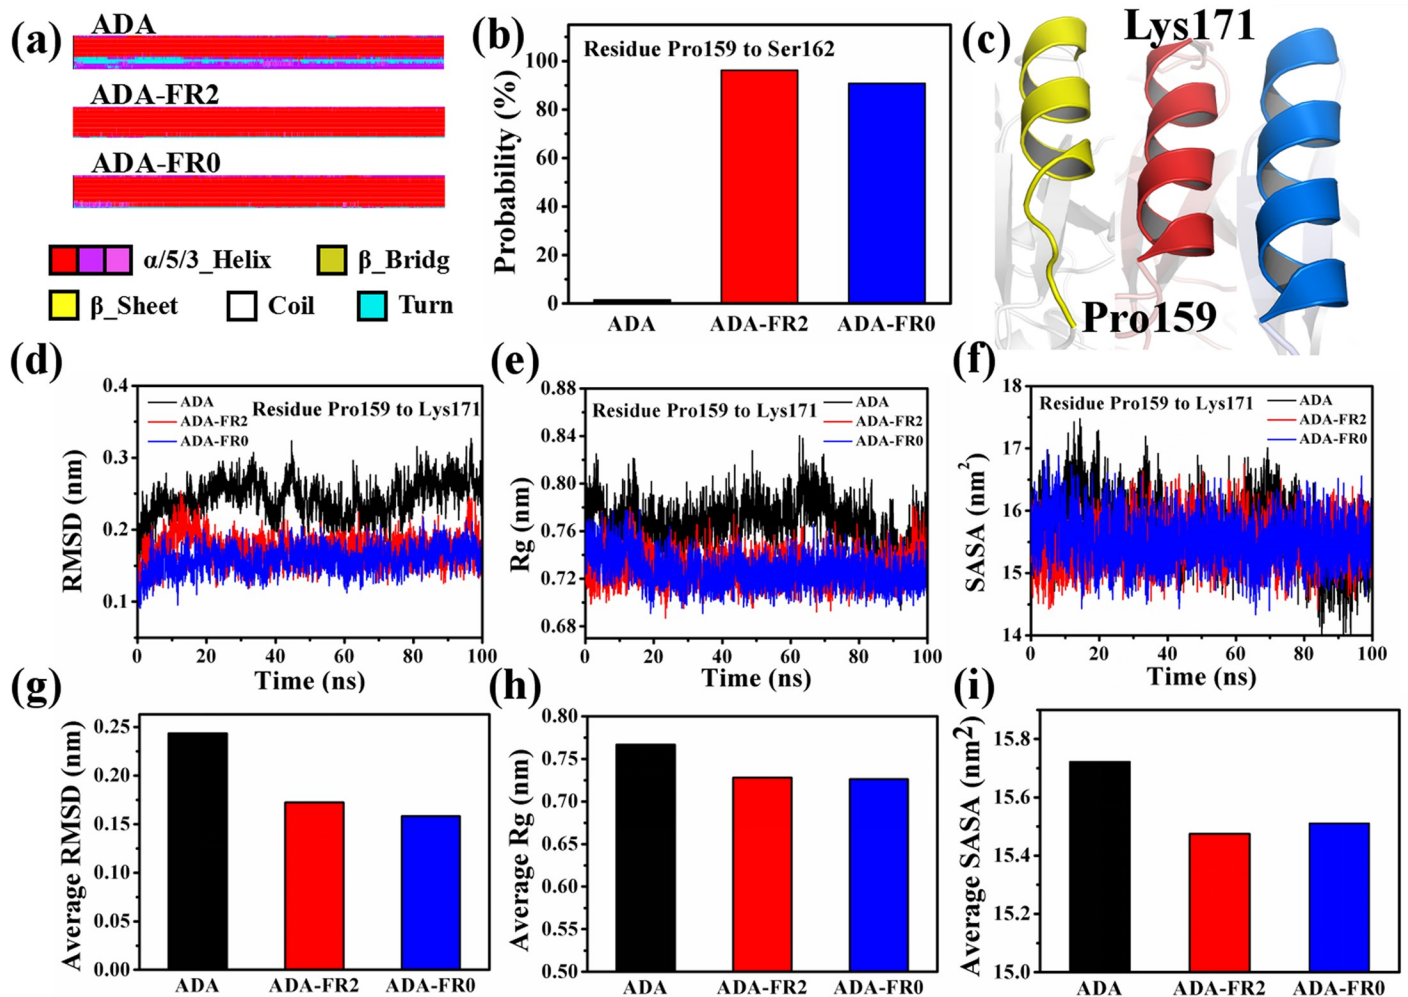 (a)
ADA
ADA-FR2
ADA-FR0
α/5/3_Helix
β_Bridg
β_Sheet
Coil
Turn
(b)
Residue Pro159 to Ser162
Probability (%)
100
80
60
40
20
0
ADA ADA-FR2 ADA-FR0
(c)
Lys171
Pro159
(d)
ADA
ADA-FR2
ADA-FR0
Residue Pro159 to Lys171
RMSD (nm)
0.4
0.3
0.2
0.1
0 20 40 60 80 100
Time (ns)
(e)
Residue Pro159 to Lys171
ADA
ADA-FR2
ADA-FR0
Rg (nm)
0.88
0.84
0.80
0.76
0.72
0.68
0 20 40 60 80 100
Time (ns)
(f)
Residue Pro159 to Lys171
ADA
ADA-FR2
ADA-FR0
SASA (nm²)
18
17
16
15
14
0 20 40 60 80 100
Time (ns)
(g)
Average RMSD (nm)
0.25
0.20
0.15
0.10
0.05
0.00
ADA ADA-FR2 ADA-FR0
(h)
Average Rg (nm)
0.80
0.75
0.70
0.65
0.60
0.55
0.50
ADA ADA-FR2 ADA-FR0
(i)
Average SASA (nm²)
15.8
15.6
15.4
15.2
15.0
ADA ADA-FR2 ADA-FR0